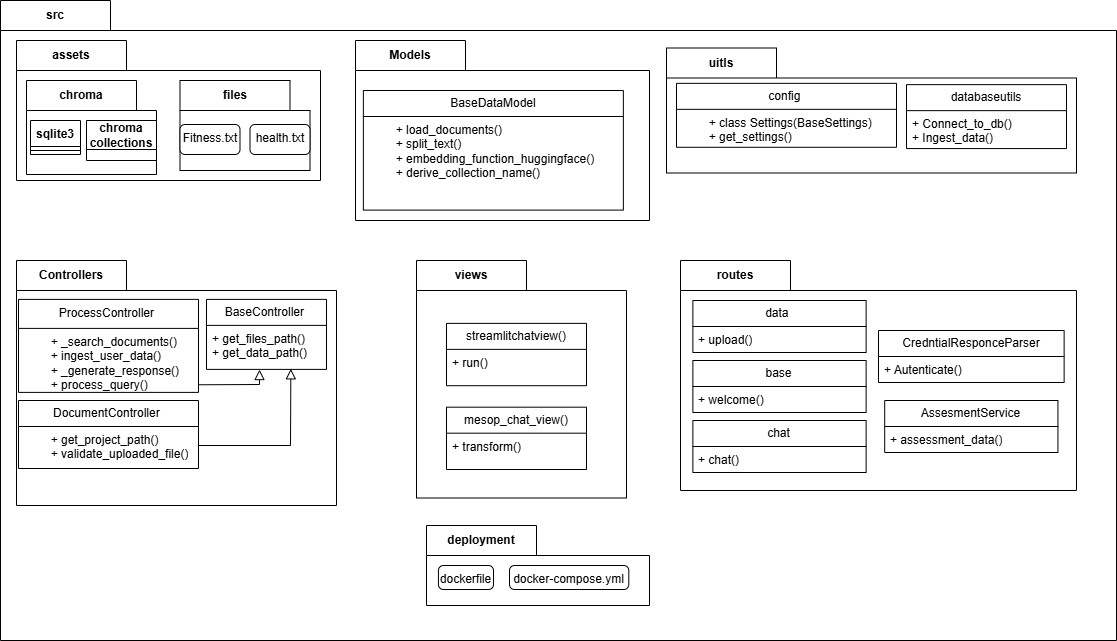 src
assets
chroma
sqlite3
chroma
collections
files
Fitness.txt
health.txt
Models
BaseDataModel
+ load_documents()
+ split_text()
+ embedding_function_huggingface()
+ derive_collection_name()
uitls
config
+ class Settings(BaseSettings)
+ get_settings()
databaseutils
+ Connect_to_db()
+ Ingest_data()
Controllers
ProcessController
+ _search_documents()
+ ingest_user_data()
+ _generate_response()
+ process_query()
BaseController
+ get_files_path()
+ get_data_path()
DocumentController
+ get_project_path()
+ validate_uploaded_file()
views
streamlitchatview()
+ run()
mesop_chat_view()
+ transform()
routes
data
+ upload()
base
+ welcome()
chat
+ chat()
CredntialResponceParser
+ Autenticate()
AssesmentService
+ assessment_data()
deployment
dockerfile
docker-compose.yml